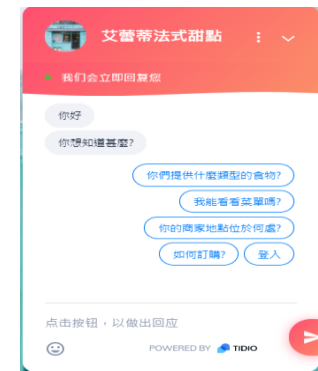 艾蕾蒂法式甜點
我们会立即回复您
你好
你想知道甚麼?
你們提供什麼類型的食物?
我能看看菜單嗎?
你的商家地點位於何處?
如何訂購? 登入
点击按钮，以做出回应
POWERED BY TIDIO